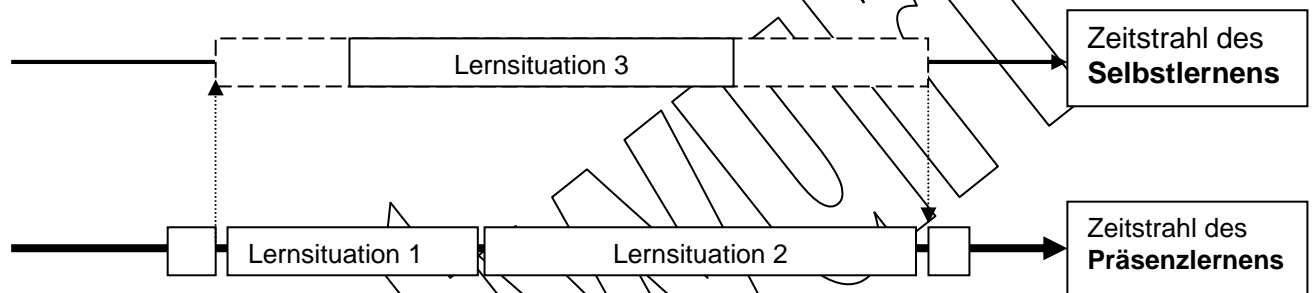 Lernsituation 3
Zeitstrahl des
Selbstlernens
Lernsituation 1
Lernsituation 2
Zeitstrahl des
Präsenzlernens